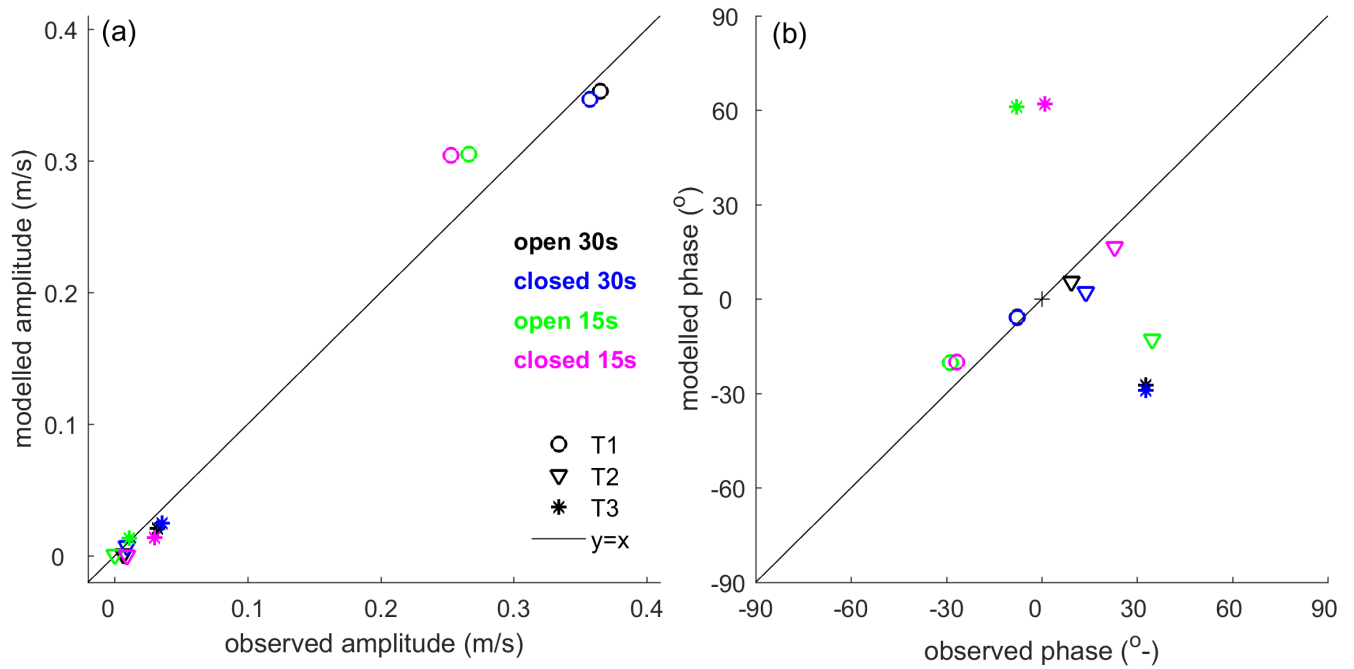 (a)
0.4
0.3
0.2
0.1
0
modelled amplitude (m/s)
open 30s
closed 30s
open 15s
closed 15s
T1
T2
T3
y=x
0
0.1
0.2
0.3
0.4
observed amplitude (m/s)
(b)
90
60
30
0
-30
-60
-90
modelled phase (o)
-90
-60
-30
0
30
60
90
observed phase (o-)